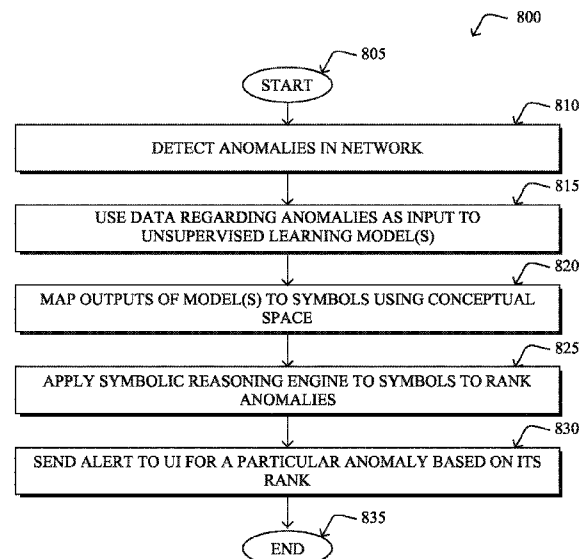 800
805
START
810
DETECT ANOMALIES IN NETWORK
815
USE DATA REGARDING ANOMALIES AS INPUT TO
UNSUPERVISED LEARNING MODEL(S)
820
MAP OUTPUTS OF MODEL(S) TO SYMBOLS USING CONCEPTUAL
SPACE
825
APPLY SYMBOLIC REASONING ENGINE TO SYMBOLS TO RANK
ANOMALIES
830
SEND ALERT TO UI FOR A PARTICULAR ANOMALY BASED ON ITS
RANK
835
END